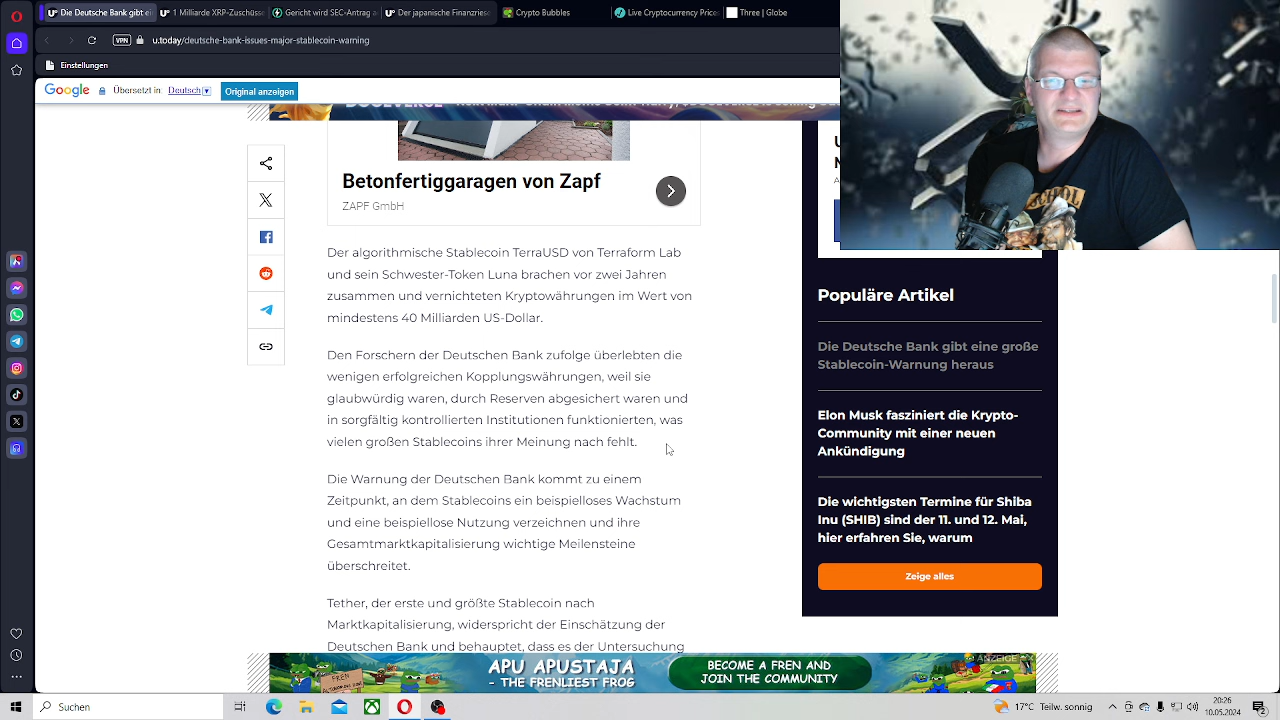 Die Deutsche Bank gibt ei
1 Milliarde XRP-Zuschüss
Gericht wird SEC-Antrag
Der japanische Finanzies
Crypto Bubbles
Live Cryptocurrency Price
Three | Globe
VPN
u.today/deutsche-bank-issues-major-stablecoin-warning
Einstellungen
Google
Übersetzt in: Deutsch
Original anzeigen
Betonfertiggaragen von Zapf
ZAPF GmbH
Der algorithmische Stablecoin TerraUSD von Terraform Lab
und sein Schwester-Token Luna brachen vor zwei Jahren
zusammen und vernichteten Kryptowährungen im Wert von
mindestens 40 Milliarden US-Dollar.
Den Forschern der Deutschen Bank zufolge überlebten die
wenigen erfolgreichen Kopplungswährungen, weil sie
glaubwürdig waren, durch Reserven abgesichert waren und
in sorgfältig kontrollierten Institutionen funktionierten, was
vielen großen Stablecoins ihrer Meinung nach fehlt.
Die Warnung der Deutschen Bank kommt zu einem
Zeitpunkt, an dem Stablecoins ein beispielloses Wachstum
und eine beispiellose Nutzung verzeichnen und ihre
Gesamtmarktkapitalisierung wichtige Meilensteine
überschreitet.
Tether, der erste und größte Stablecoin nach
Marktkapitalisierung, widerspricht der Einschätzung der
Deutschen Bank und behauptet, dass es der Untersuchung
Populäre Artikel
Die Deutsche Bank gibt eine große
Stablecoin-Warnung heraus
Elon Musk fasziniert die Krypto-
Community mit einer neuen
Ankündigung
Die wichtigsten Termine für Shiba
Inu (SHIB) sind der 11. und 12. Mai,
hier erfahren Sie, warum
Zeige alles
APU APUSTAJA
- THE FRENLIEST FROG
BECOME A FREN AND
JOIN THE COMMUNITY
ANZEIGE
Suchen
17°C Teilw. sonnig
20:26
10.05.2024